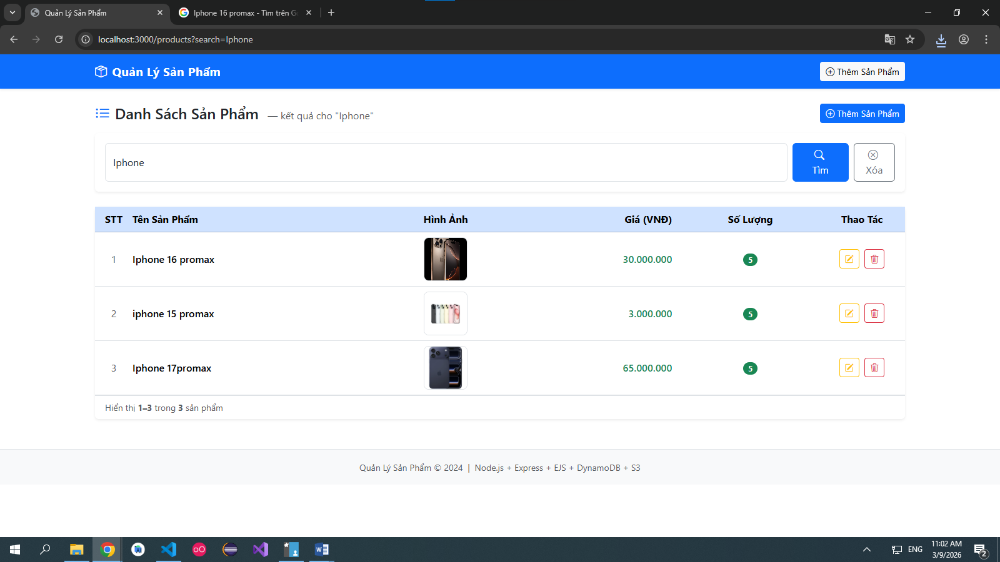 Quản Lý Sản Phẩm
Iphone 16 promax - Tìm trên G
localhost:3000/products?search=Iphone
Quản Lý Sản Phẩm
Thêm Sản Phẩm
Danh Sách Sản Phẩm — kết quả cho "Iphone"
Thêm Sản Phẩm
Iphone
Tìm
Xóa
STT Tên Sản Phẩm Hình Ảnh Giá (VNĐ) Số Lượng Thao Tác
1 Iphone 16 promax 30.000.000 5
2 iphone 15 promax 3.000.000 5
3 Iphone 17promax 65.000.000 5
Hiển thị 1–3 trong 3 sản phẩm
Quản Lý Sản Phẩm © 2024 | Node.js + Express + EJS + DynamoDB + S3
ENG
11:02 AM
3/9/2026
2